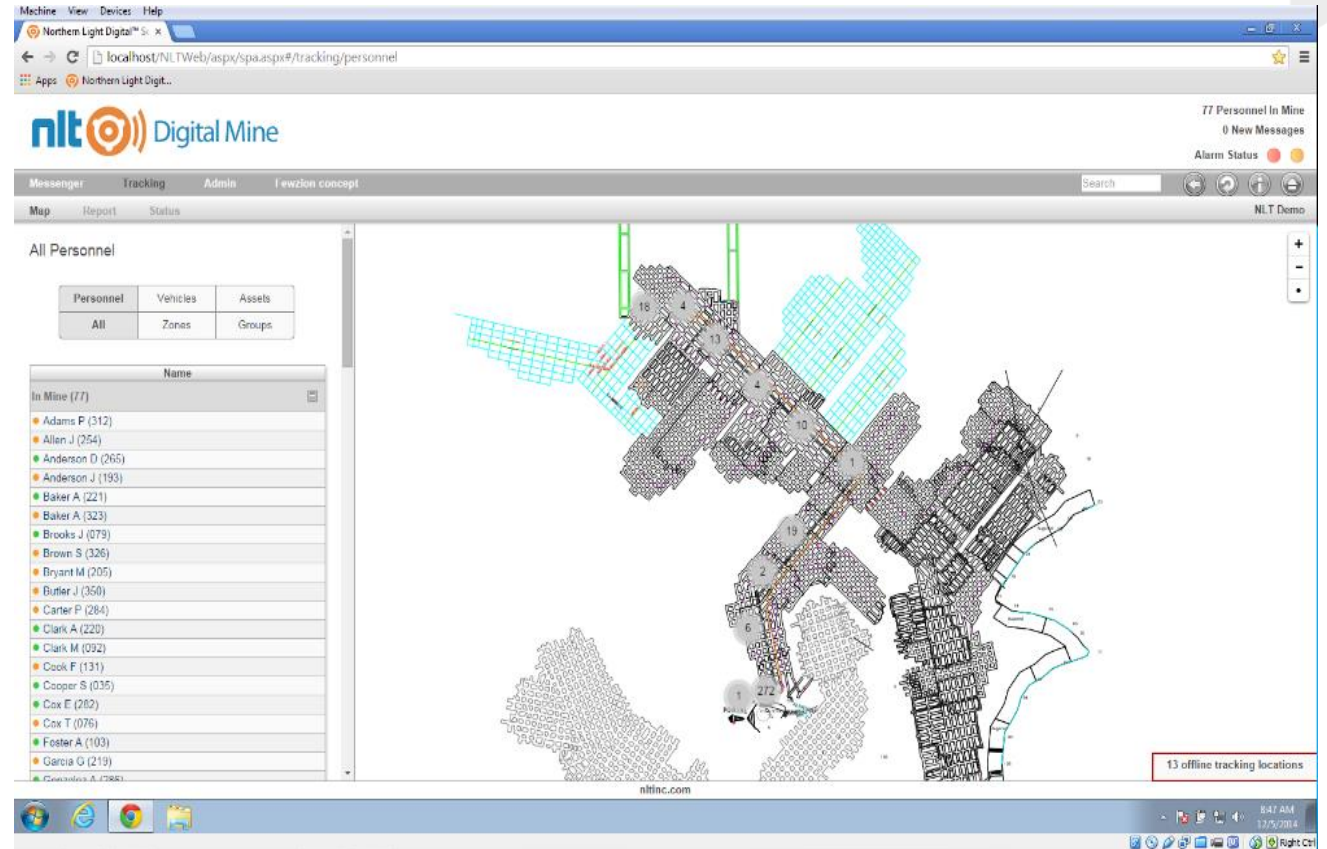 Machine View Devices Help
Northern Light Digital™ S
localhost/NLTWeb/aspx/spa.aspx#/tracking/personnel
Apps Northern Light Digit...
nlt Digital Mine
77 Personnel In Mine
0 New Messages
Alarm Status
Messenger Tracking Admin Fewzion concept Search
Map Report Status NLT Demo
All Personnel
Personnel Vehicles Assets
All Zones Groups
Name
In Mine (77)
Adams P (312)
Allen J (254)
Anderson D (265)
Anderson J (193)
Baker A (221)
Baker A (323)
Brooks J (079)
Brown S (326)
Bryant M (205)
Butler J (350)
Carter P (284)
Clark A (220)
Clark M (092)
Cook F (131)
Cooper S (035)
Cox E (282)
Cox T (076)
Foster A (103)
Garcia G (219)
Gonzalez A (286)
18
4
13
4
10
1
19
2
6
1
272
13 offline tracking locations
nltinc.com
8:47 AM
12/5/2014
Right Ctrl